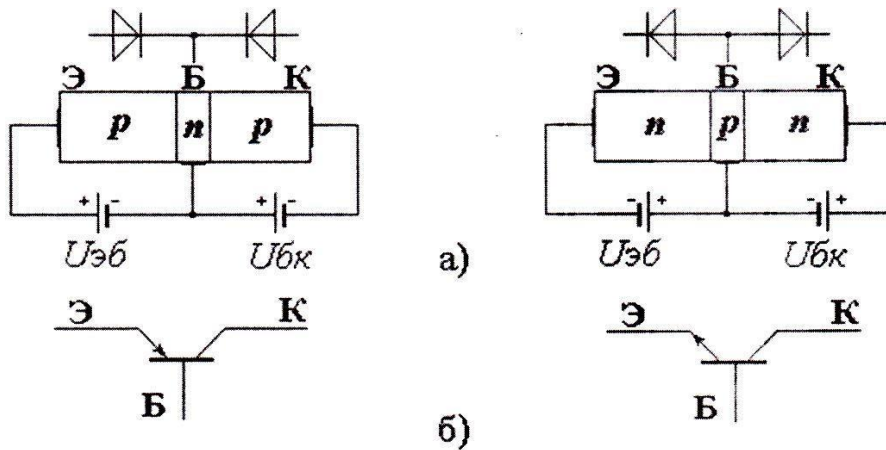 Э Б К Э Б К
p n p n p n
+ - + - - + - +
Uэб Uбк а) Uэб Uбк
Э К Э К
Б Б
б)